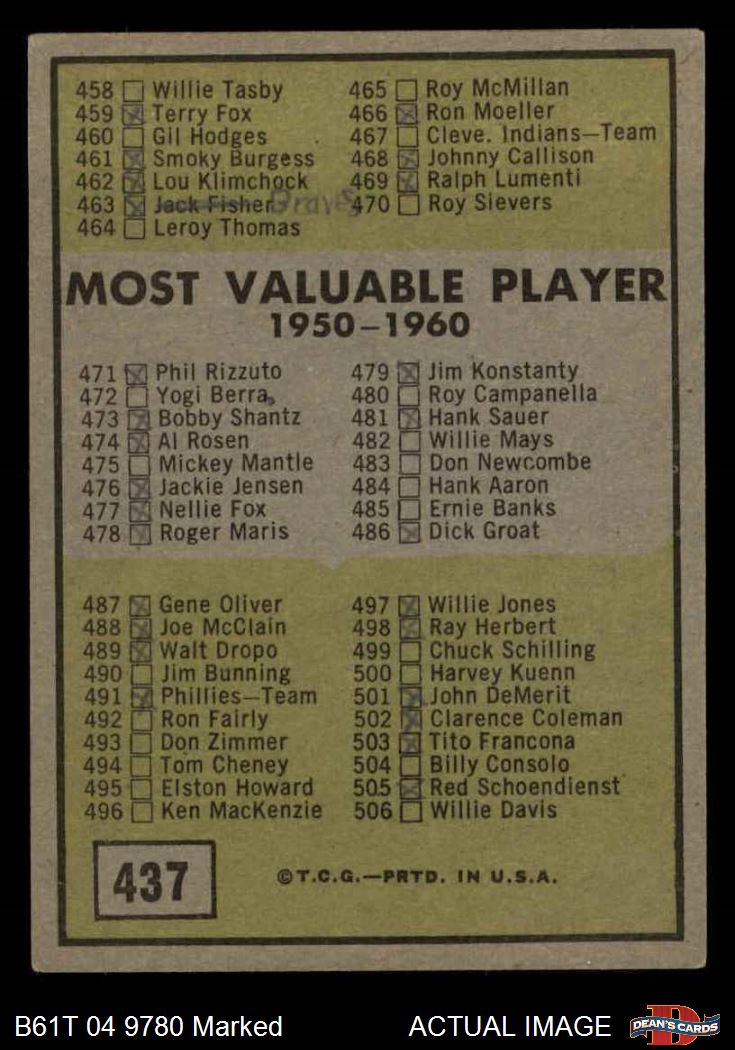 458 Willie Tasby
459 Terry Fox
460 Gil Hodges
461 Smoky Burgess
462 Lou Klimchock
463 Jack Fisher Braves
464 Leroy Thomas
465 Roy McMillan
466 Ron Moeller
467 Cleve. Indians—Team
468 Johnny Callison
469 Ralph Lumenti
470 Roy Sievers
MOST VALUABLE PLAYER
1950–1960
471 Phil Rizzuto
472 Yogi Berra
473 Bobby Shantz
474 Al Rosen
475 Mickey Mantle
476 Jackie Jensen
477 Nellie Fox
478 Roger Maris
479 Jim Konstanty
480 Roy Campanella
481 Hank Sauer
482 Willie Mays
483 Don Newcombe
484 Hank Aaron
485 Ernie Banks
486 Dick Groat
487 Gene Oliver
488 Joe McClain
489 Walt Dropo
490 Jim Bunning
491 Phillies—Team
492 Ron Fairly
493 Don Zimmer
494 Tom Cheney
495 Elston Howard
496 Ken MacKenzie
497 Willie Jones
498 Ray Herbert
499 Chuck Schilling
500 Harvey Kuenn
501 John DeMerit
502 Clarence Coleman
503 Tito Francona
504 Billy Consolo
505 Red Schoendienst
506 Willie Davis
437
©T.C.G.—PRTD. IN U.S.A.
B61T 04 9780 Marked
ACTUAL IMAGE
DEAN'S CARDS